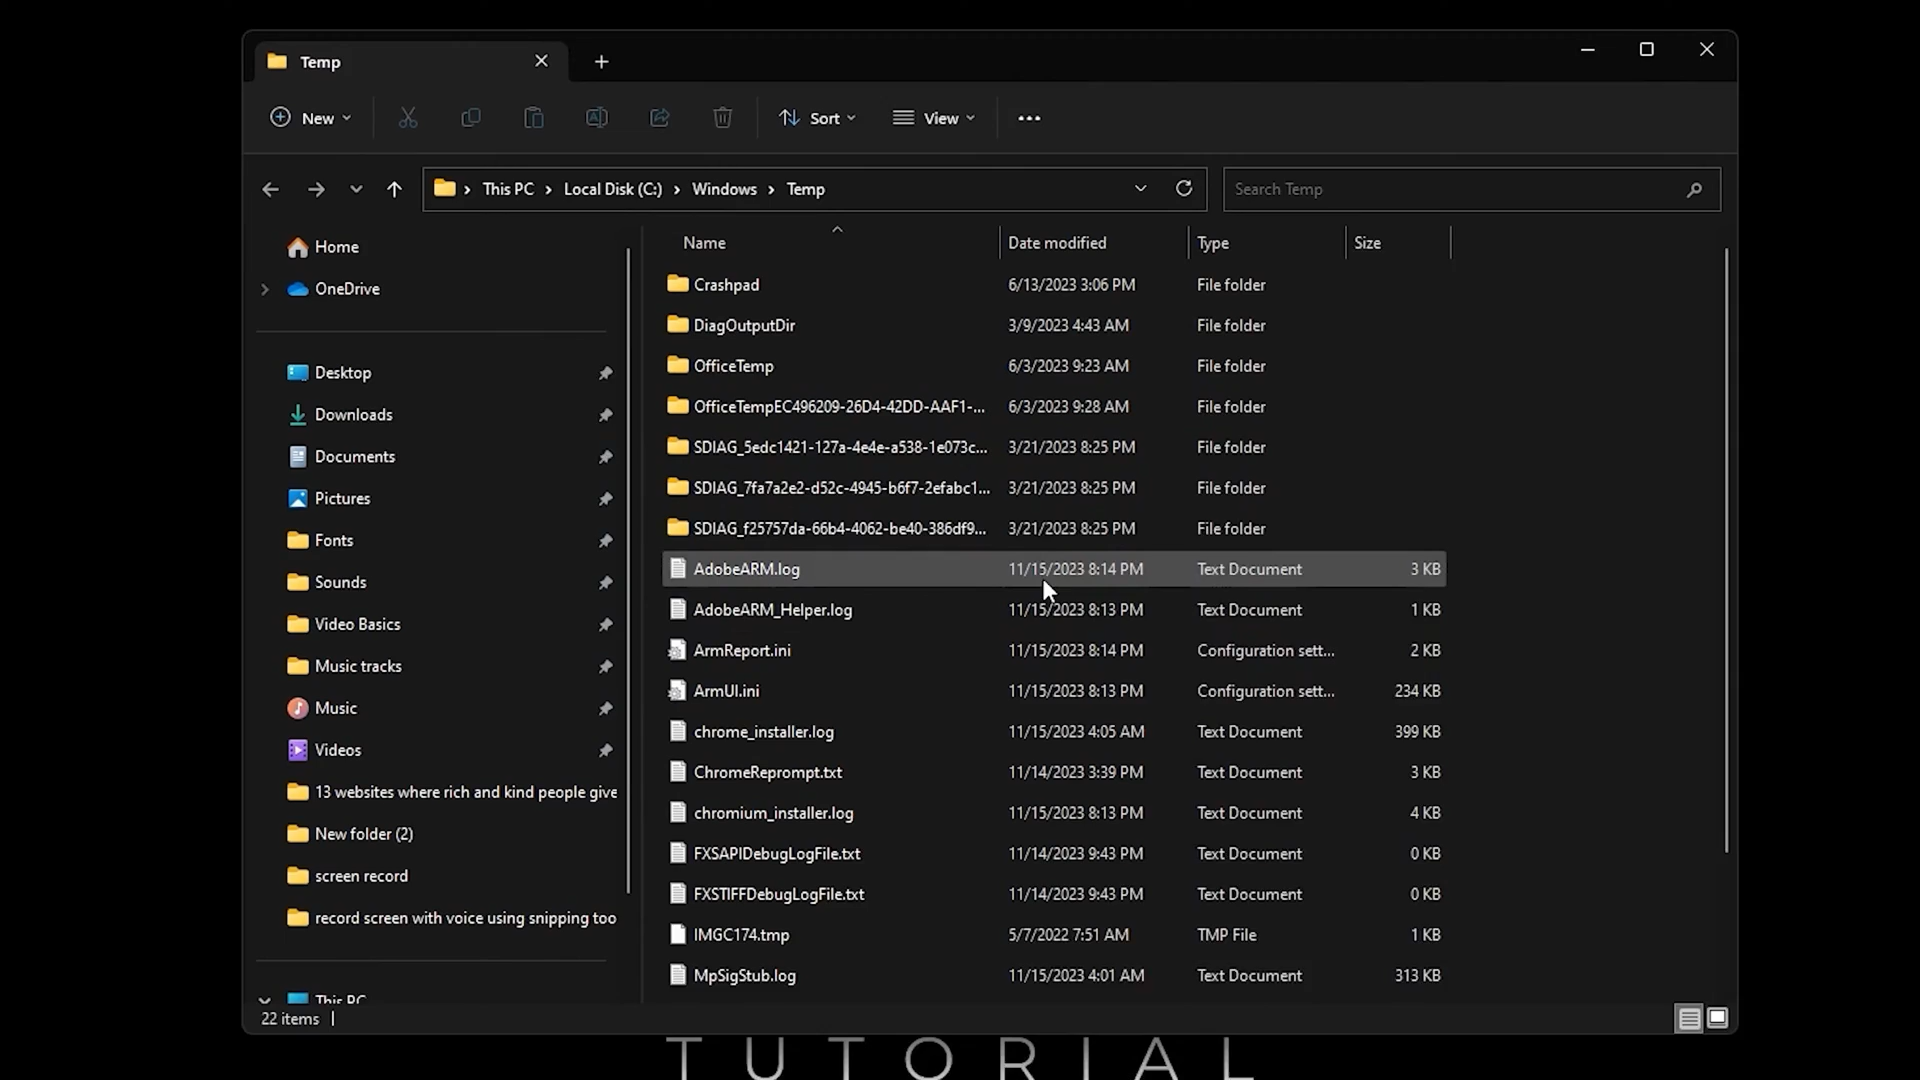 Temp
New
Sort
View
This PC
Local Disk (C:)
Windows
Temp
Search Temp
Home
OneDrive
Desktop
Downloads
Documents
Pictures
Fonts
Sounds
Video Basics
Music tracks
Music
Videos
13 websites where rich and kind people give
New folder (2)
screen record
record screen with voice using snipping too
This PC
Name Date modified Type Size
Crashpad 6/13/2023 3:06 PM File folder
DiagOutputDir 3/9/2023 4:43 AM File folder
OfficeTemp 6/3/2023 9:23 AM File folder
OfficeTempEC496209-26D4-42DD-AAF1-... 6/3/2023 9:28 AM File folder
SDIAG_5edc1421-127a-4e4e-a538-1e073c... 3/21/2023 8:25 PM File folder
SDIAG_7fa7a2e2-d52c-4945-b6f7-2efabc1... 3/21/2023 8:25 PM File folder
SDIAG_f25757da-66b4-4062-be40-386df9... 3/21/2023 8:25 PM File folder
AdobeARM.log 11/15/2023 8:14 PM Text Document 3 KB
AdobeARM_Helper.log 11/15/2023 8:13 PM Text Document 1 KB
ArmReport.ini 11/15/2023 8:14 PM Configuration sett... 2 KB
ArmUI.ini 11/15/2023 8:13 PM Configuration sett... 234 KB
chrome_installer.log 11/15/2023 4:05 AM Text Document 399 KB
ChromeReprompt.txt 11/14/2023 3:39 PM Text Document 3 KB
chromium_installer.log 11/15/2023 8:13 PM Text Document 4 KB
FXSAPIDebugLogFile.txt 11/14/2023 9:43 PM Text Document 0 KB
FXSTIFFDebugLogFile.txt 11/14/2023 9:43 PM Text Document 0 KB
IMGC174.tmp 5/7/2022 7:51 AM TMP File 1 KB
MpSigStub.log 11/15/2023 4:01 AM Text Document 313 KB
22 items
TUTORIAL